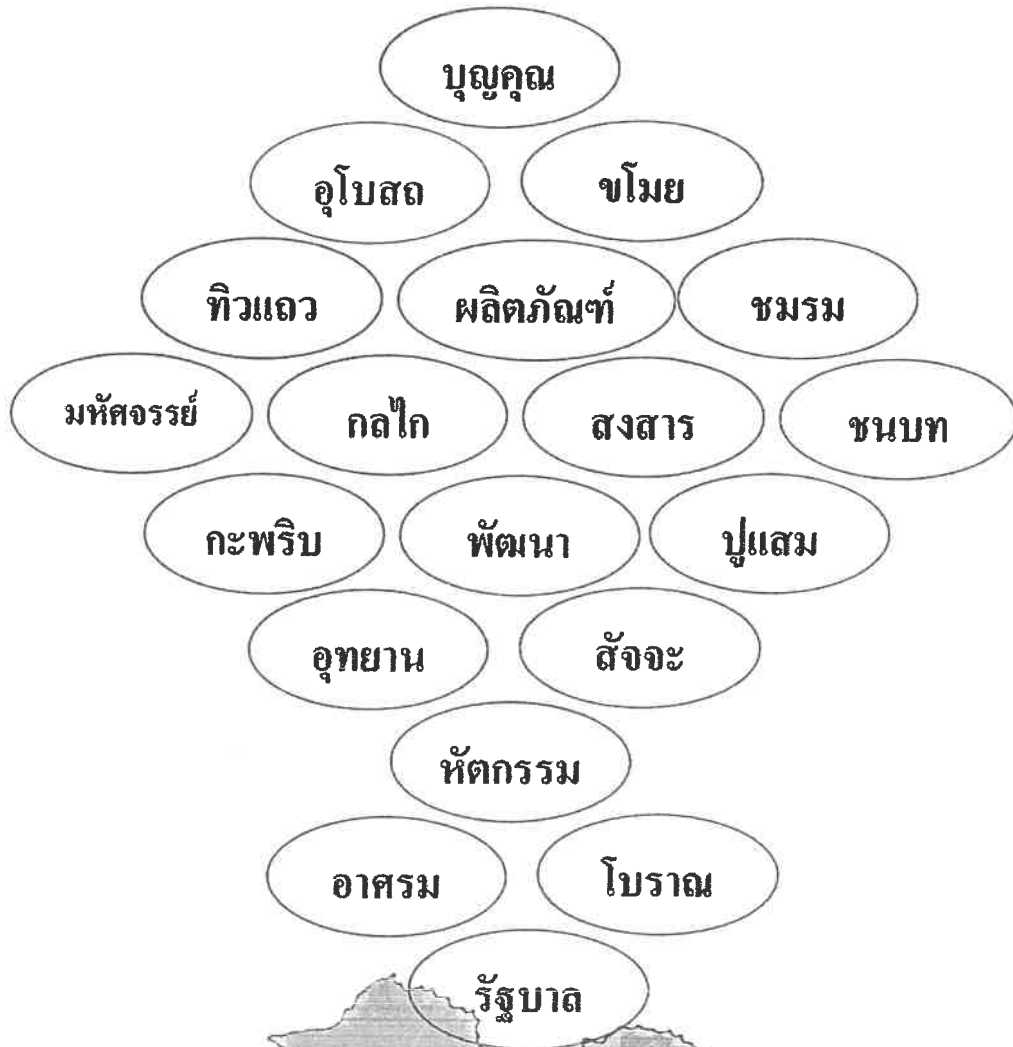 บุญคุณ
อุโบสถ ขโมย
ทิวแถว ผลิตภัณฑ์ ชมรม
มหัศจรรย์ กลไก สงสาร ชนบท
กะพริบ พัฒนา ปูแสม
อุทยาน สัจจะ
หัตกรรม
อาศรม โบราณ
รัฐบาล